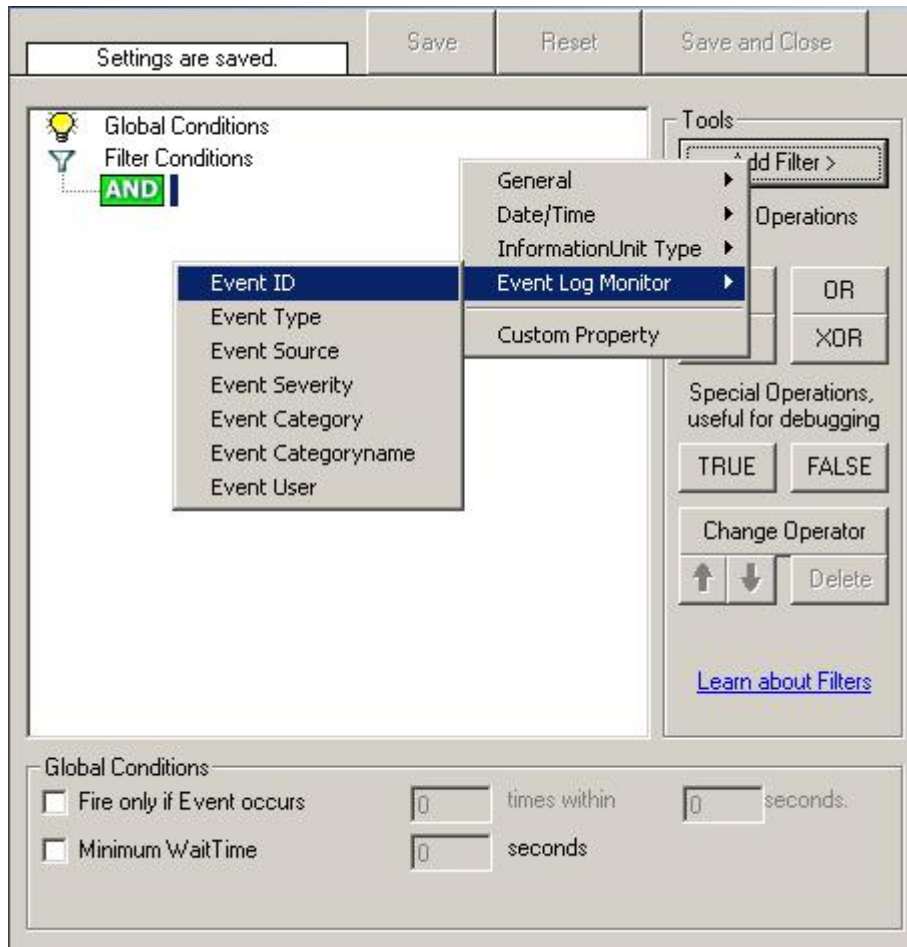 Settings are saved.
Save
Reset
Save and Close
Global Conditions
Filter Conditions
AND
Tools
dd Filter >
Operations
OR
XOR
Special Operations,
useful for debugging
TRUE
FALSE
Change Operator
Delete
Learn about Filters
General
Date/Time
InformationUnit Type
Event Log Monitor
Custom Property
Event ID
Event Type
Event Source
Event Severity
Event Category
Event Categoryname
Event User
Global Conditions
Fire only if Event occurs
0
times within
0
seconds.
Minimum WaitTime
0
seconds